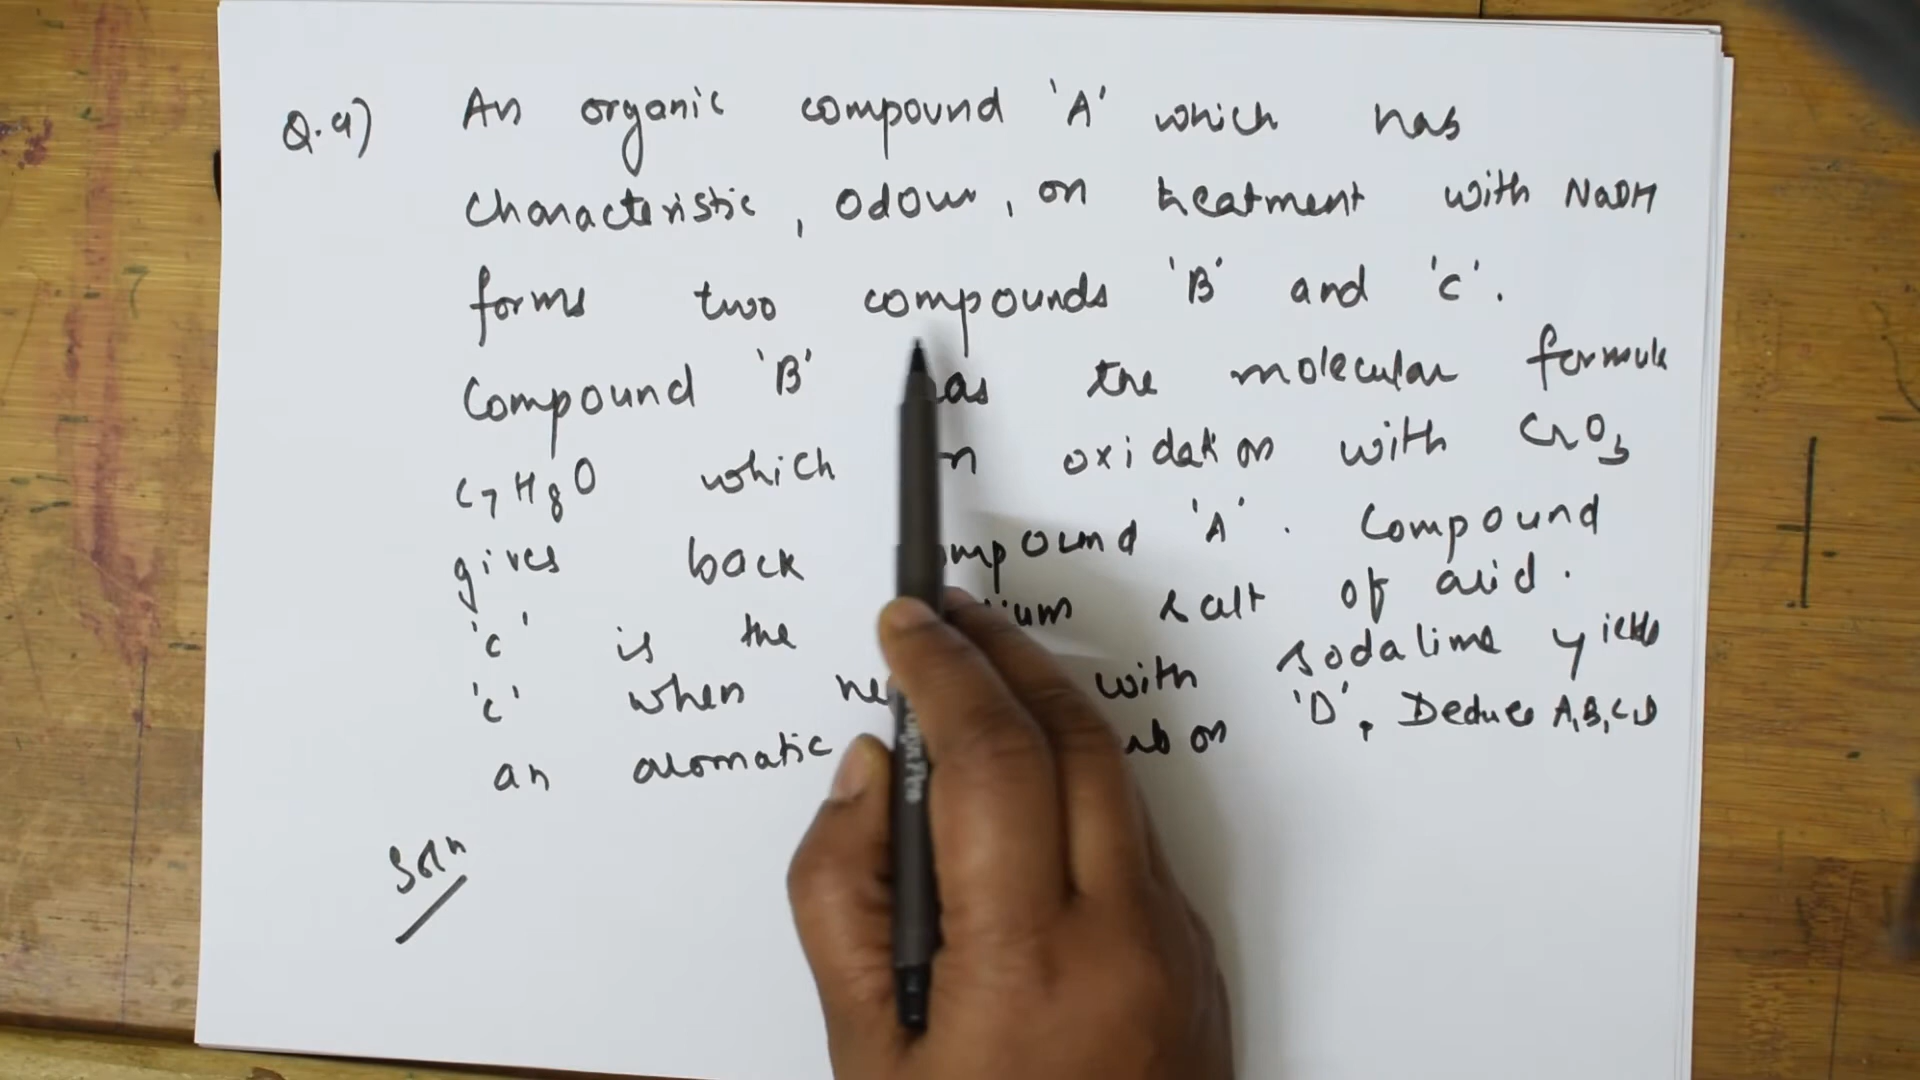 Q.9) An organic compound 'A' which has
characteristic, odour, on treatment with NaOH
forms two compounds 'B' and 'C'.
Compound 'B' has the molecular formula
C7H8O which on oxidation with CrO3
gives back compound 'A'. Compound
'C' is the salt of acid.
'C' when with sodalime yields
an aromatic 'D'. Deduce A,B,C,D
Soln